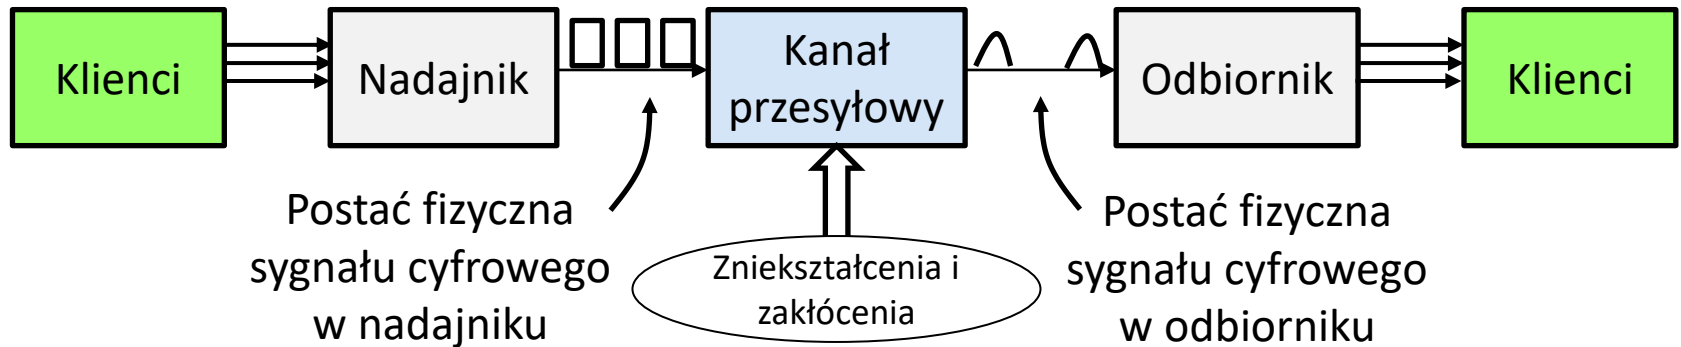 Klienci
Nadajnik
Kanał
przesyłowy
Odbiornik
Klienci
Postać fizyczna
sygnału cyfrowego
w nadajniku
Zniekształcenia i
zakłócenia
Postać fizyczna
sygnału cyfrowego
w odbiorniku